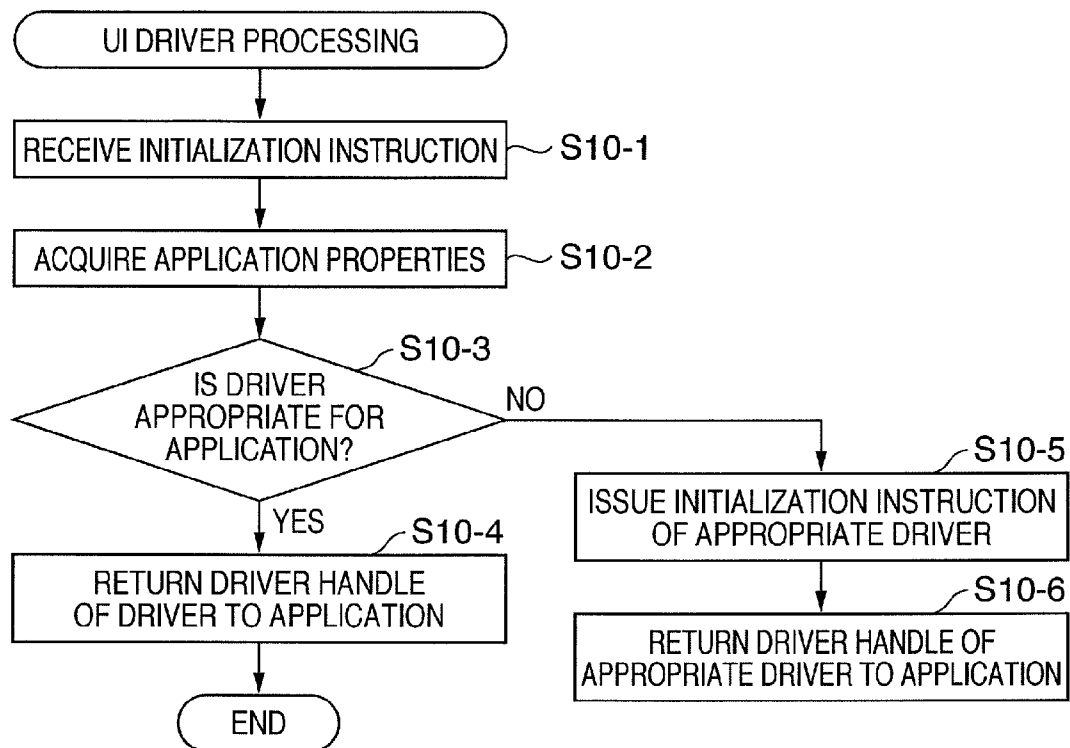 UI DRIVER PROCESSING
RECEIVE INITIALIZATION INSTRUCTION
S10-1
ACQUIRE APPLICATION PROPERTIES
S10-2
S10-3
IS DRIVER
APPROPRIATE FOR
APPLICATION?
NO
YES
S10-4
RETURN DRIVER HANDLE
OF DRIVER TO APPLICATION
END
S10-5
ISSUE INITIALIZATION INSTRUCTION
OF APPROPRIATE DRIVER
S10-6
RETURN DRIVER HANDLE OF
APPROPRIATE DRIVER TO APPLICATION